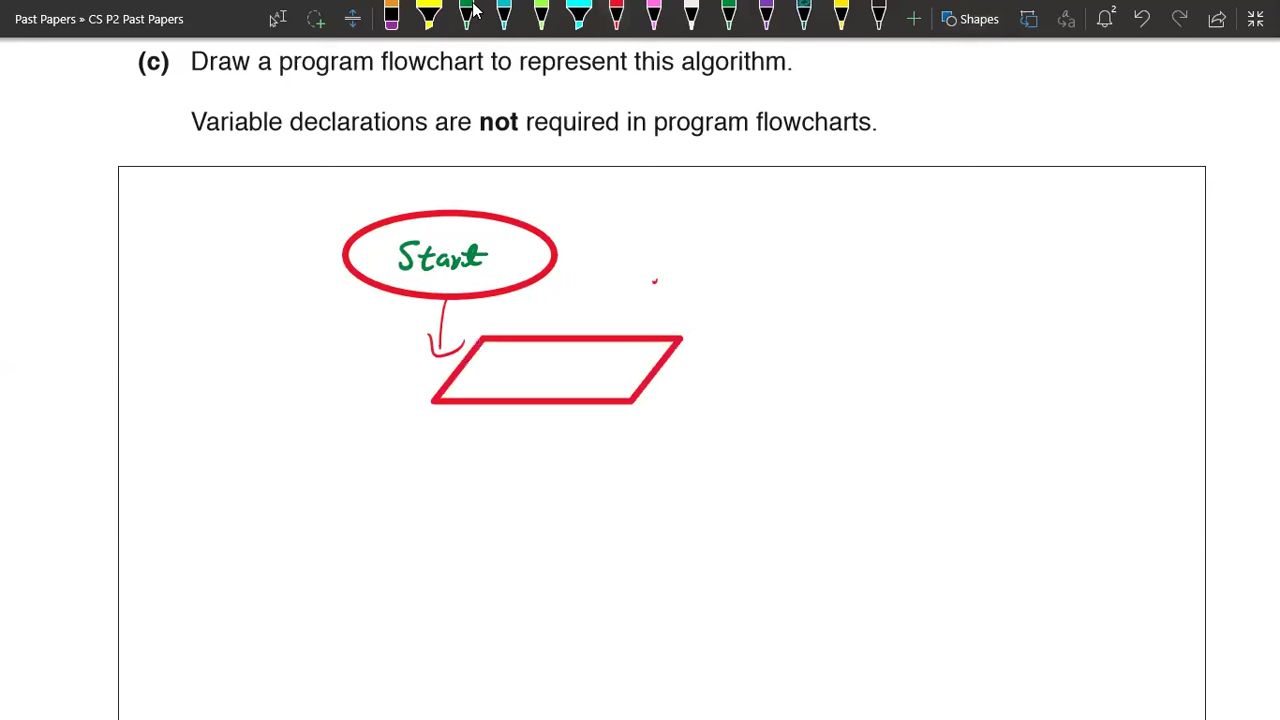 Past Papers » CS P2 Past Papers
Shapes
2
(c) Draw a program flowchart to represent this algorithm.
Variable declarations are not required in program flowcharts.
Start